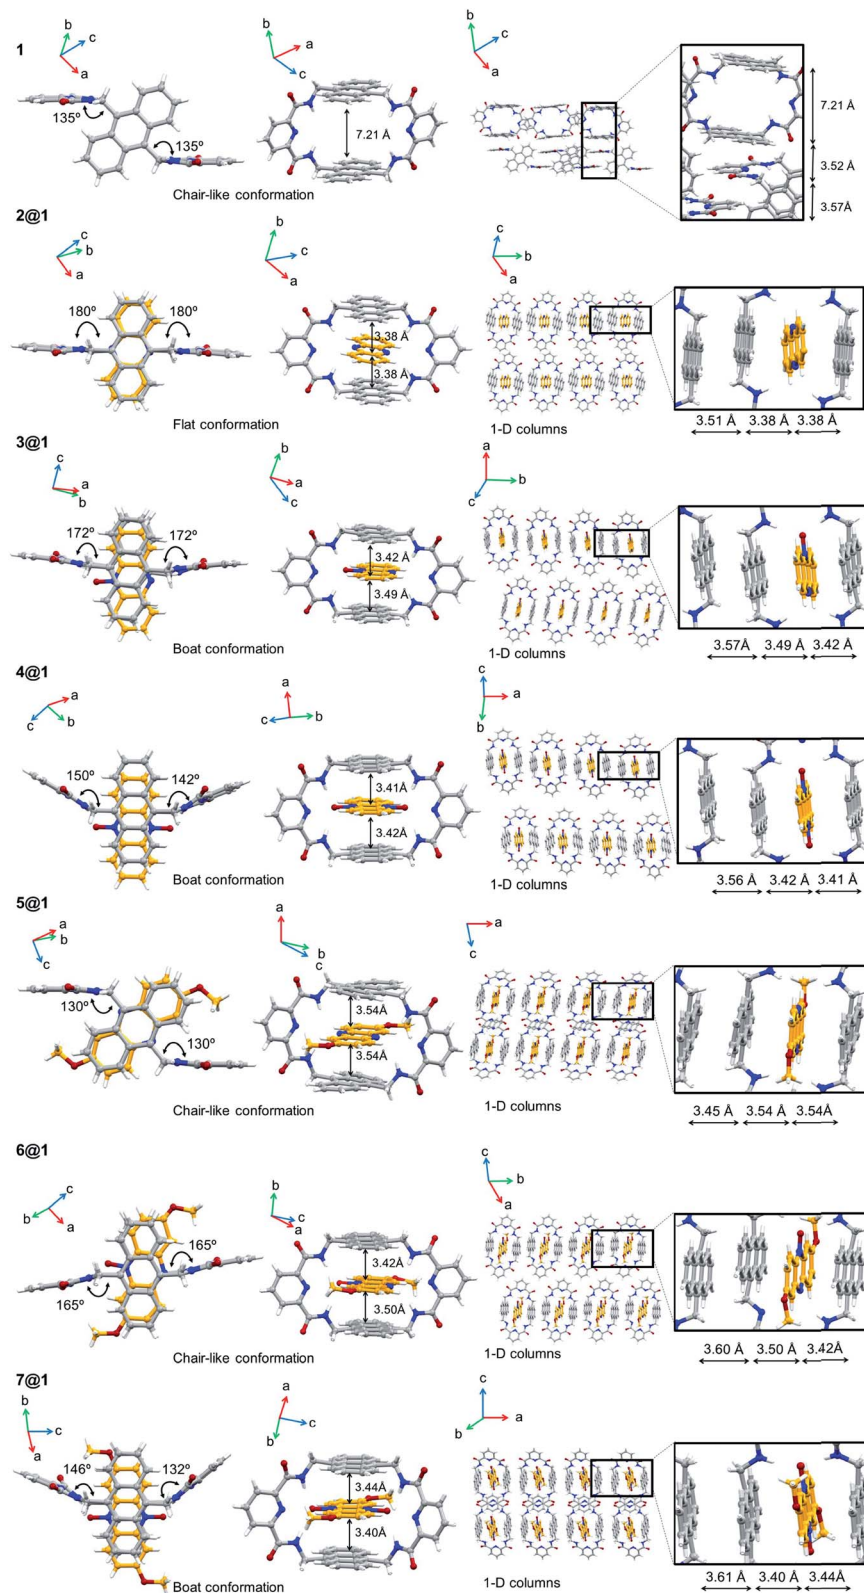 1
b
c
a
b
a
c
b
c
a
135º
135º
7.21 Å
7.21 Å
3.52 Å
3.57Å
Chair-like conformation
2@1
c
b
a
b
c
a
c
b
a
180º
180º
3.38 Å
3.38 Å
Flat conformation
1-D columns
3.51 Å
3.38 Å
3.38 Å
3@1
c
a
b
b
a
c
a
b
c
172º
172º
3.42 Å
3.49 Å
Boat conformation
1-D columns
3.57Å
3.49 Å
3.42 Å
4@1
a
c
b
a
c
b
c
a
b
150º
142º
3.41 Å
3.42 Å
Boat conformation
1-D columns
3.56 Å
3.42 Å
3.41 Å
5@1
a
b
c
a
b
c
a
c
130º
130º
3.54Å
3.54 Å
Chair-like conformation
1-D columns
3.45 Å
3.54 Å
3.54Å
6@1
c
b
a
b
c
a
c
b
a
165º
165º
3.42 Å
3.50Å
Chair-like conformation
1-D columns
3.60 Å
3.50 Å
3.42Å
7@1
b
c
a
a
c
b
c
a
b
146º
132º
3.44Å
3.40 Å
Boat conformation
1-D columns
3.61 Å
3.40 Å
3.44Å